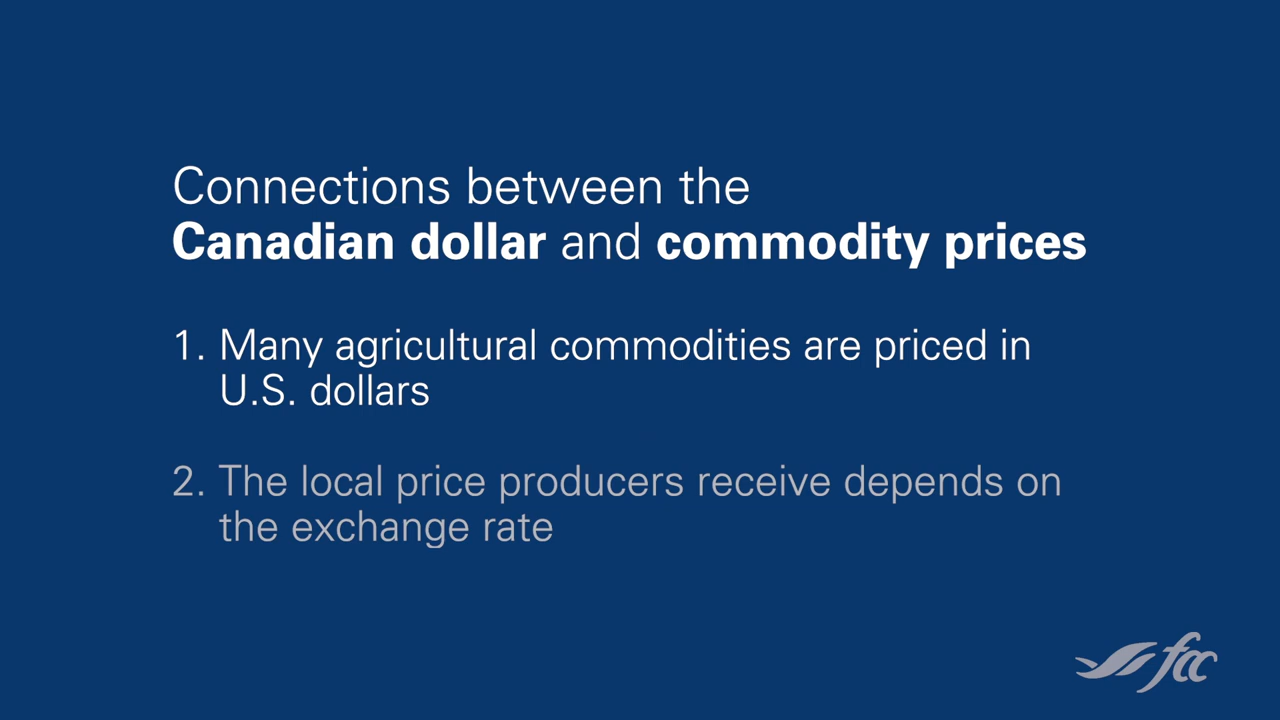 Connections between the
Canadian dollar and commodity prices
1. Many agricultural commodities are priced in
U.S. dollars
2. The local price producers receive depends on
the exchange rate
fcc